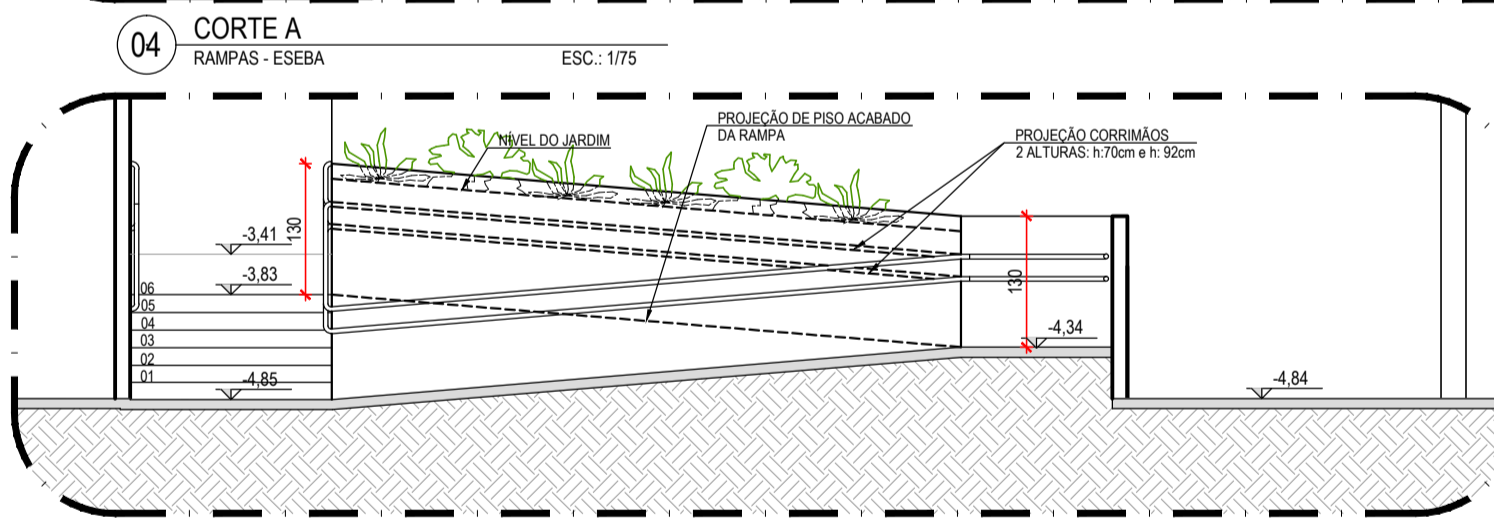 04
CORTE A
RAMPAS - ESEBA
ESC.: 1/75
NÍVEL DO JARDIM
PROJEÇÃO DE PISO ACABADO
DA RAMPA
PROJEÇÃO CORRIMÃOS
2 ALTURAS: h:70cm e h: 92cm
-3,41
130
-3,83
06
05
04
03
02
01
-4,85
130
-4,34
-4,84